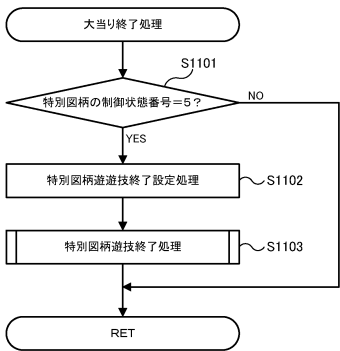 大当り終了処理
S1101
特別図柄の制御状態番号＝5？
NO
YES
特別図柄遊遊技終了設定処理
S1102
特別図柄遊技終了処理
S1103
RET